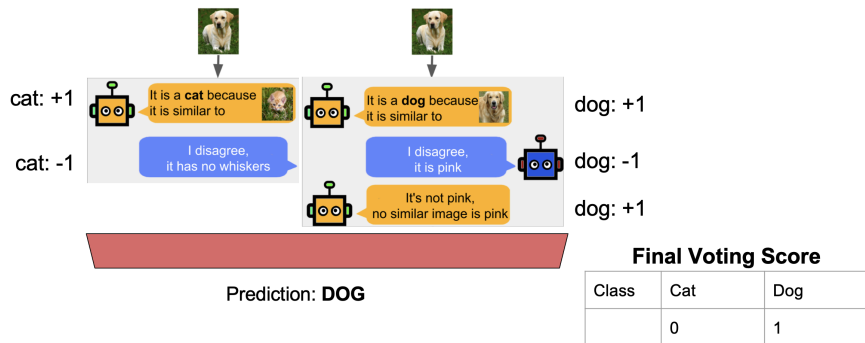 cat: +1
It is a cat because
it is similar to
cat: -1
I disagree,
it has no whiskers
It is a dog because
it is similar to
dog: +1
I disagree,
it is pink
dog: -1
It's not pink,
no similar image is pink
dog: +1
Prediction: DOG
Final Voting Score
Class Cat Dog
0 1